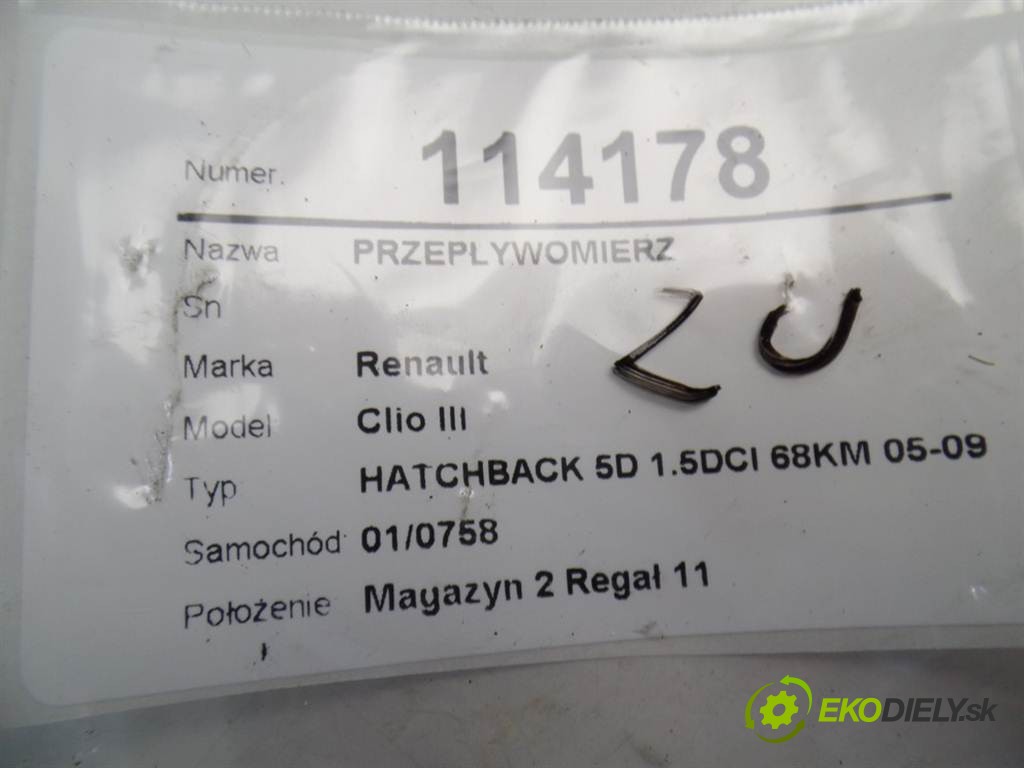 Numer. 114178
Nazwa PRZEPŁYWOMIERZ
Sn
Marka Renault
Model Clio III
Typ HATCHBACK 5D 1.5DCI 68KM 05-09
Samochód 01/0758
Położenie Magazyn 2 Regał 11
EKODIELY.sk